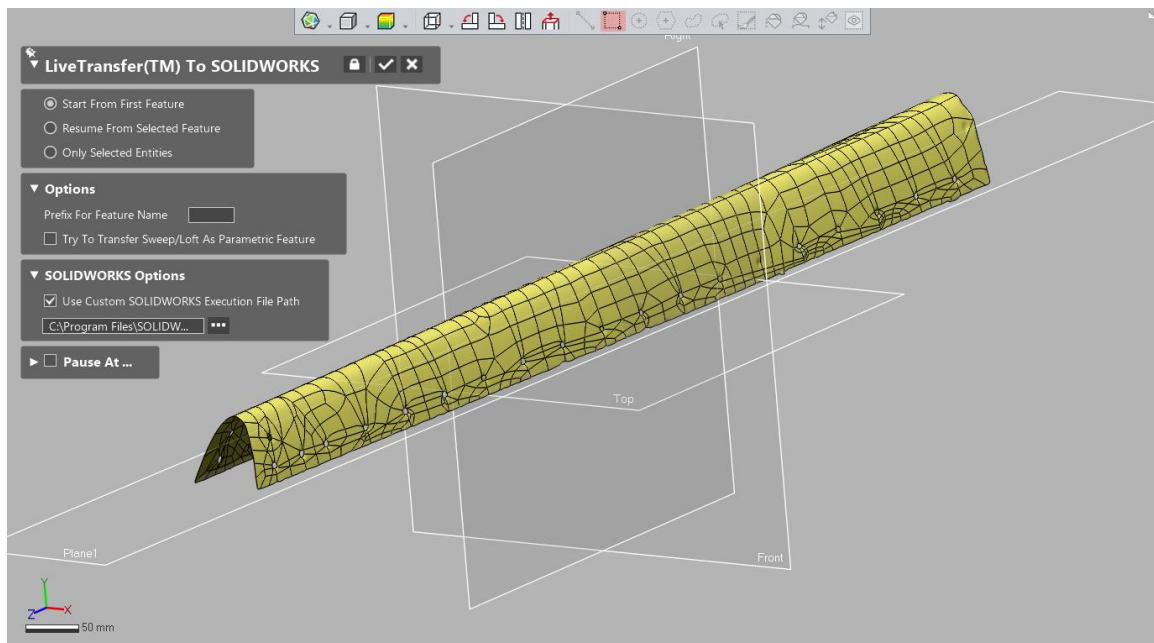 Right
LiveTransfer(TM) To SOLIDWORKS
Start From First Feature
Resume From Selected Feature
Only Selected Entities
Options
Prefix For Feature Name
Try To Transfer Sweep/Loft As Parametric Feature
SOLIDWORKS Options
Use Custom SOLIDWORKS Execution File Path
C:\Program Files\SOLIDW...
Pause At ...
Top
Plane1
Front
Y
Z
X
50 mm